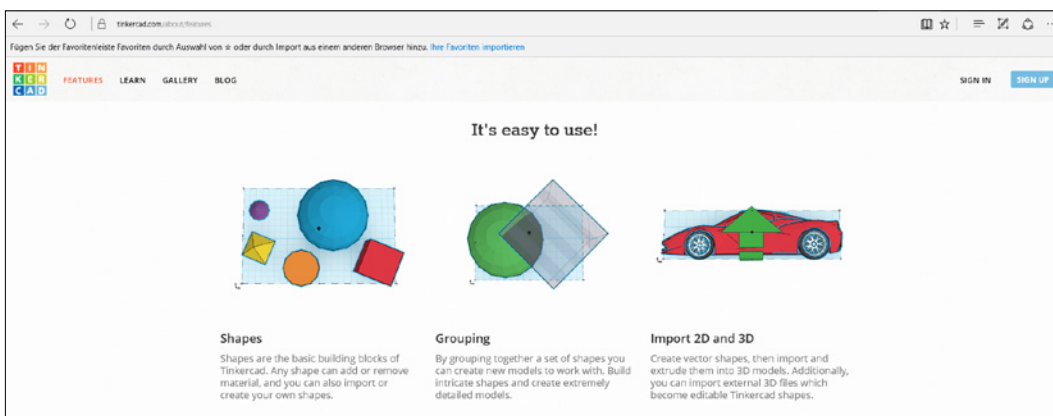 tinkercad.com/about/features
Fügen Sie der Favoritenleiste Favoriten durch Auswahl von ☆ oder durch Import aus einem anderen Browser hinzu. Ihre Favoriten importieren
TIN
KER
CAD
FEATURES LEARN GALLERY BLOG
SIGN IN SIGN UP
It's easy to use!
Shapes
Shapes are the basic building blocks of
Tinkercad. Any shape can add or remove
material, and you can also import or
create your own shapes.
Grouping
By grouping together a set of shapes you
can create new models to work with. Build
intricate shapes and create extremely
detailed models.
Import 2D and 3D
Create vector shapes, then import and
extrude them into 3D models. Additionally,
you can import external 3D files which
become editable Tinkercad shapes.